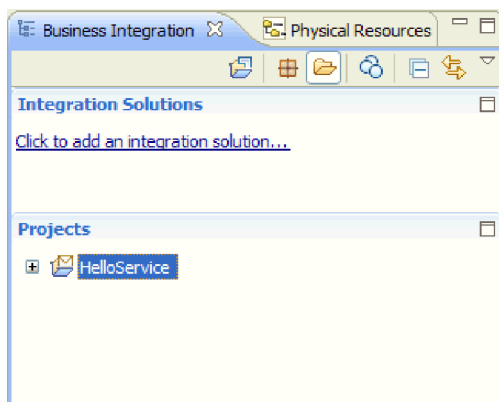 Business Integration Physical Resources
Integration Solutions
Click to add an integration solution...
Projects
HelloService